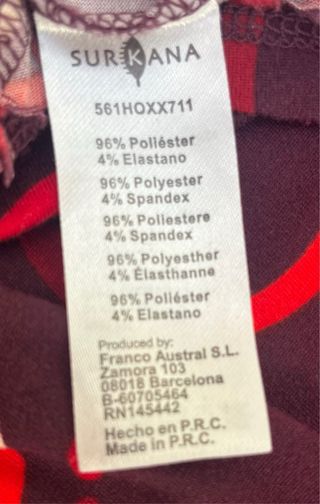 SURKANA
561HOXX711
96% Poliéster
4% Elastano
96% Polyester
4% Spandex
96% Poliestere
4% Spandex
96% Polyesther
4% Élasthanne
96% Poliéster
4% Elastano
Produced by:
Franco Austral S.L.
Zamora 103
08018 Barcelona
B-60705464
RN145442
Hecho en P.R.C.
Made in P.R.C.